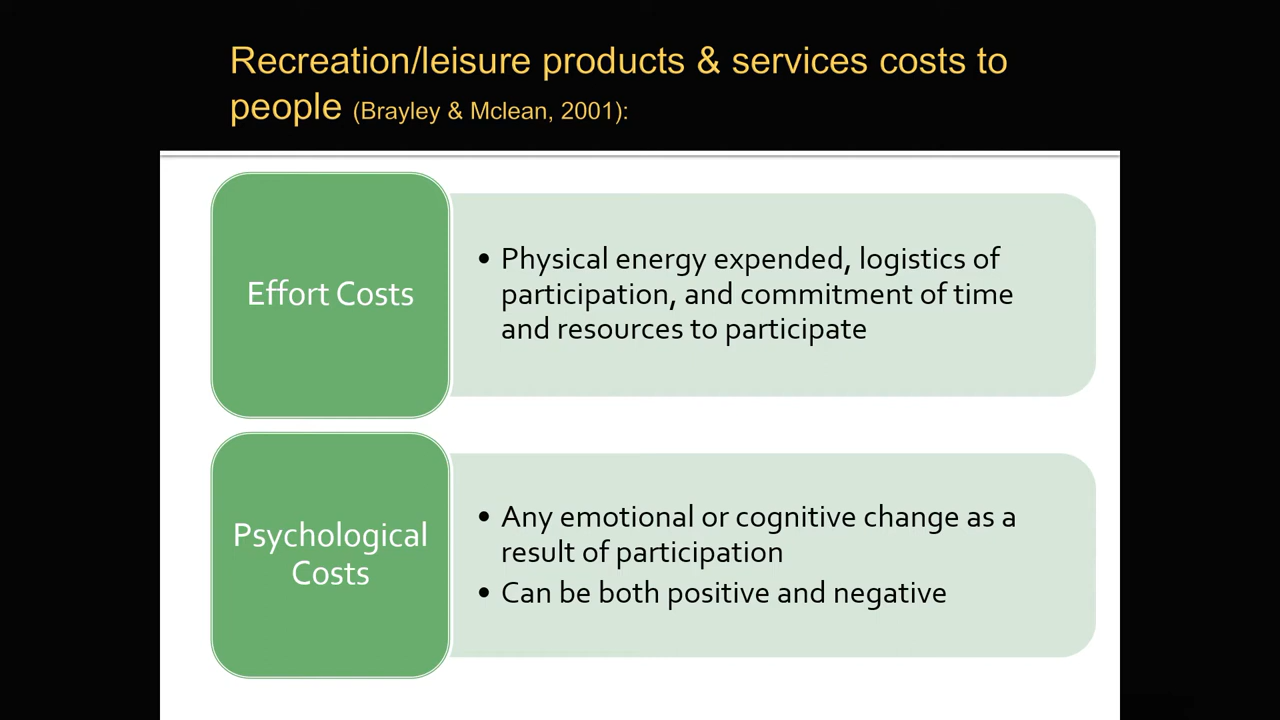 Recreation/leisure products & services costs to
people (Brayley & Mclean, 2001):
Effort Costs
• Physical energy expended, logistics of
participation, and commitment of time
and resources to participate
Psychological
Costs
• Any emotional or cognitive change as a
result of participation
• Can be both positive and negative